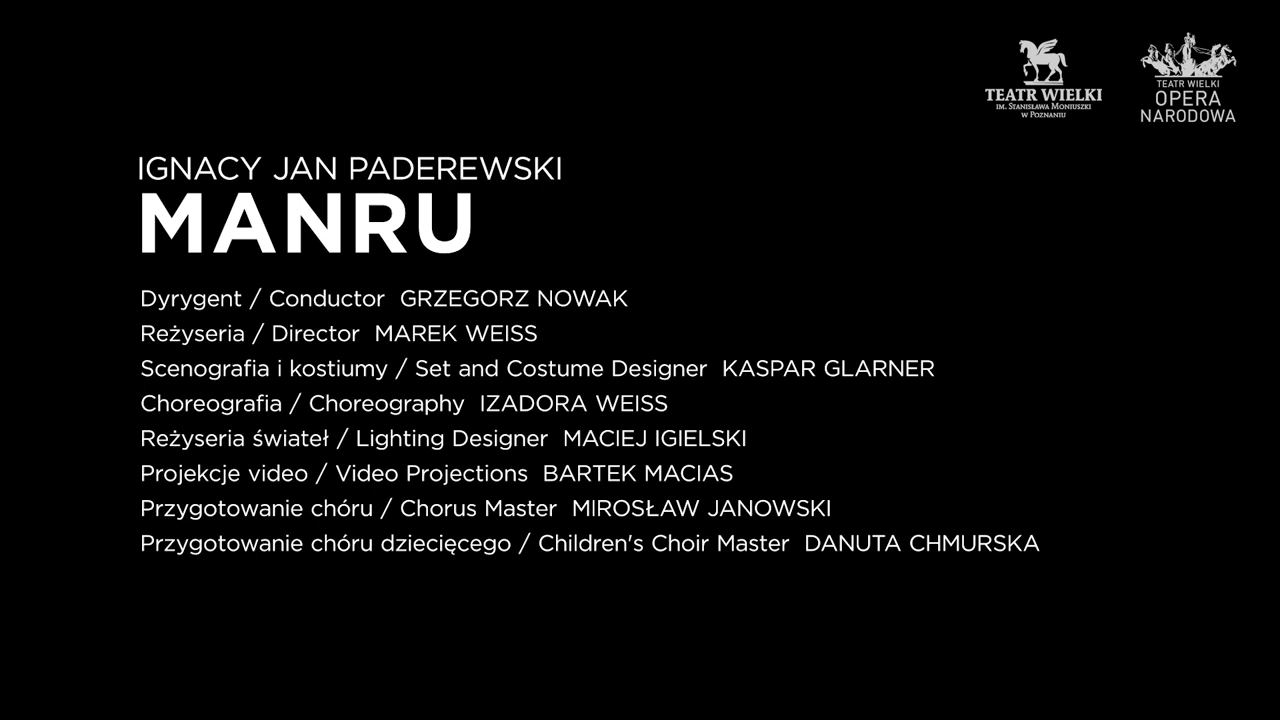 TEATR WIELKI
IM. STANISŁAWA MONIUSZKI
W POZNANIU
TEATR WIELKI
OPERA
NARODOWA
IGNACY JAN PADEREWSKI
MANRU
Dyrygent / Conductor GRZEGORZ NOWAK
Reżyseria / Director MAREK WEISS
Scenografia i kostiumy / Set and Costume Designer KASPAR GLARNER
Choreografia / Choreography IZADORA WEISS
Reżyseria świateł / Lighting Designer MACIEJ IGIELSKI
Projekcje video / Video Projections BARTEK MACIAS
Przygotowanie chóru / Chorus Master MIROSŁAW JANOWSKI
Przygotowanie chóru dziecięcego / Children's Choir Master DANUTA CHMURSKA